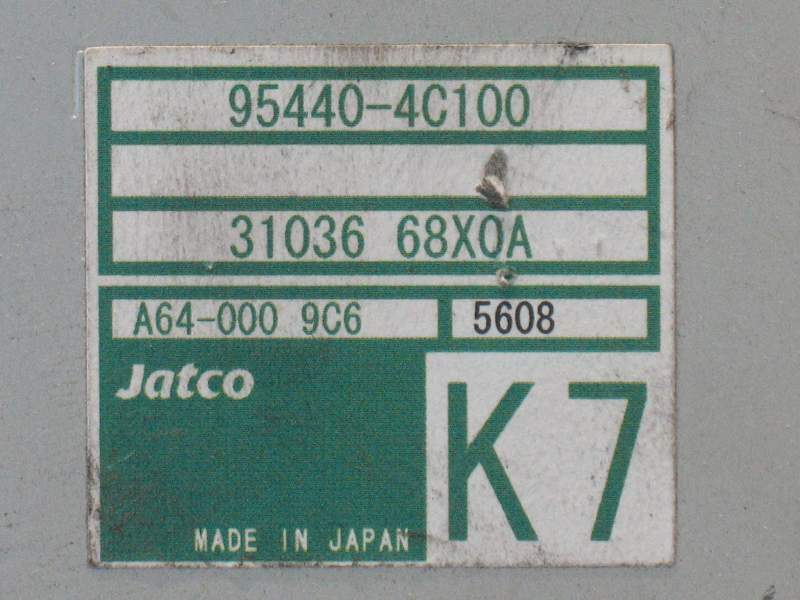 95440-4C100
31036 68X0A
A64-000 9C6 5608
Jatco
K7
MADE IN JAPAN